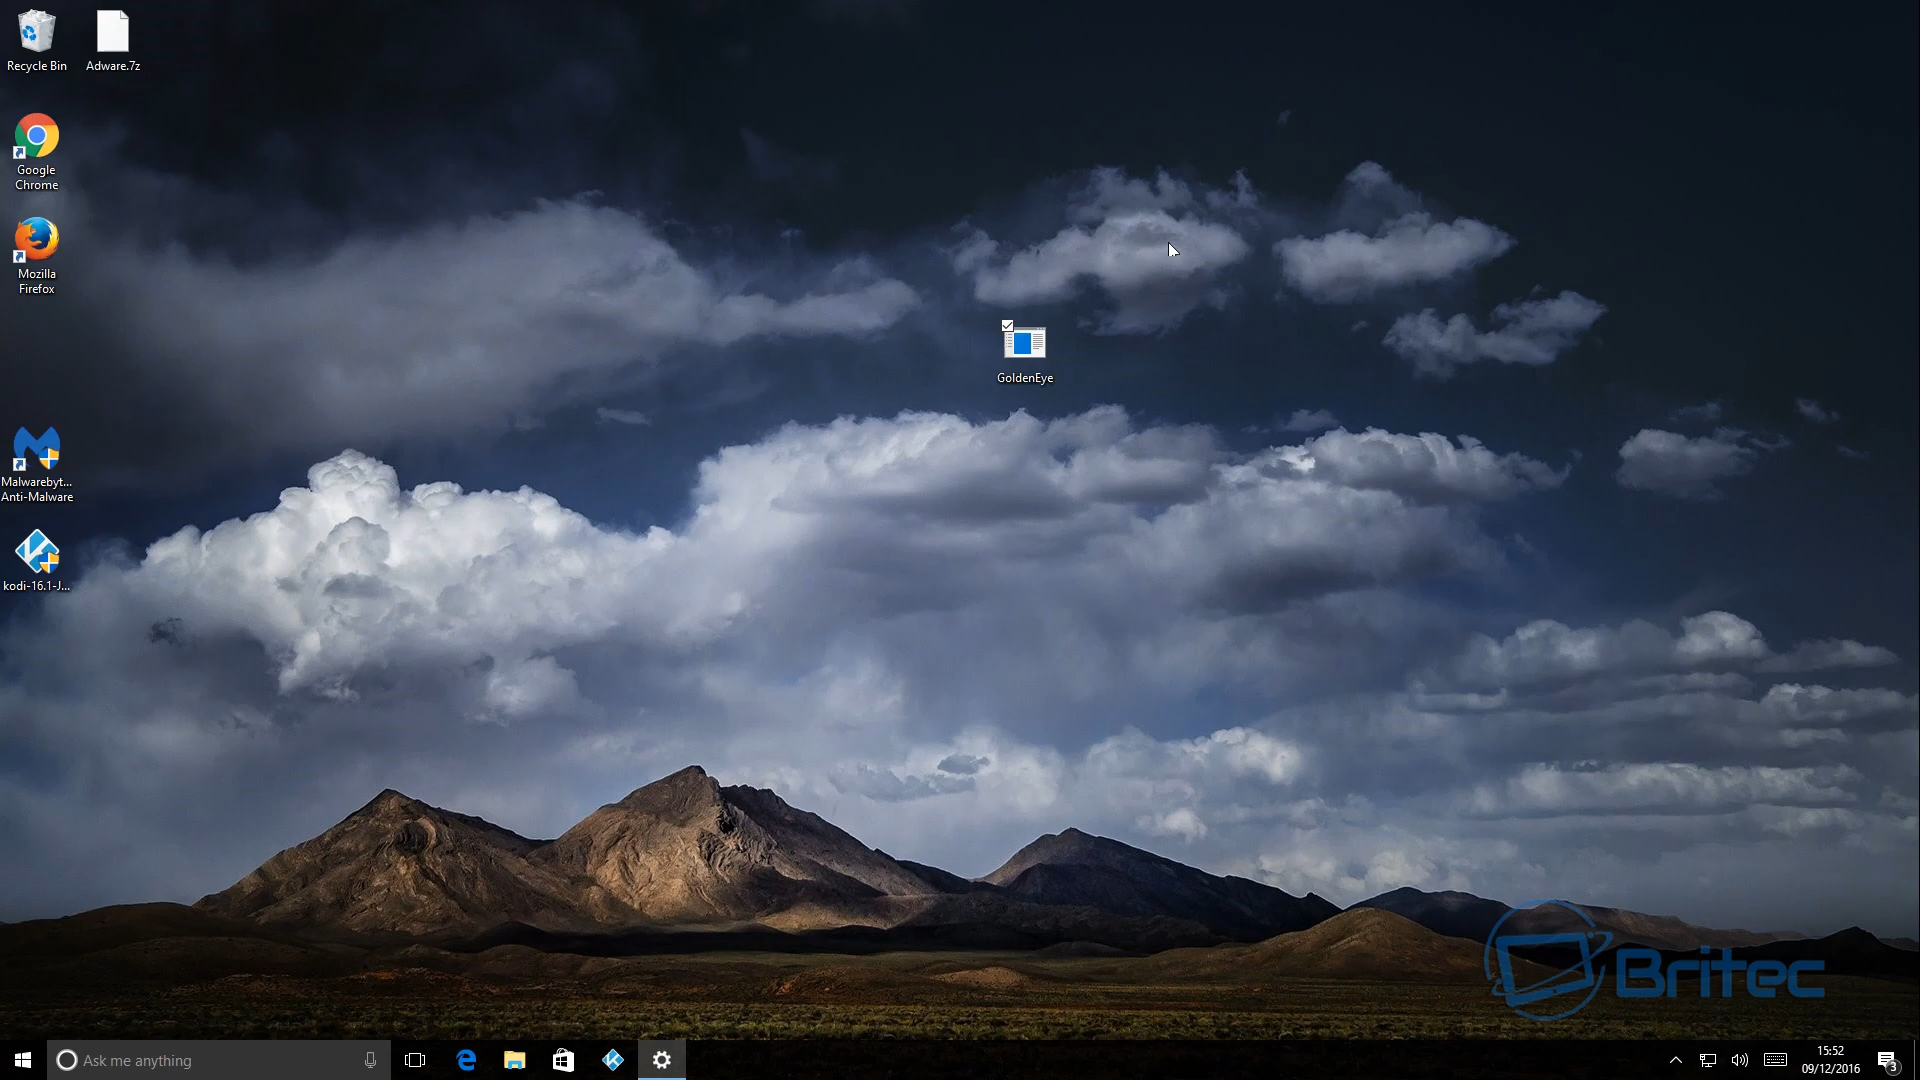 Recycle Bin
Adware.7z
Google
Chrome
Mozilla
Firefox
GoldenEye
Malwarebyt...
Anti-Malware
kodi-16.1-J...
Britec
Ask me anything
15:52
09/12/2016
3